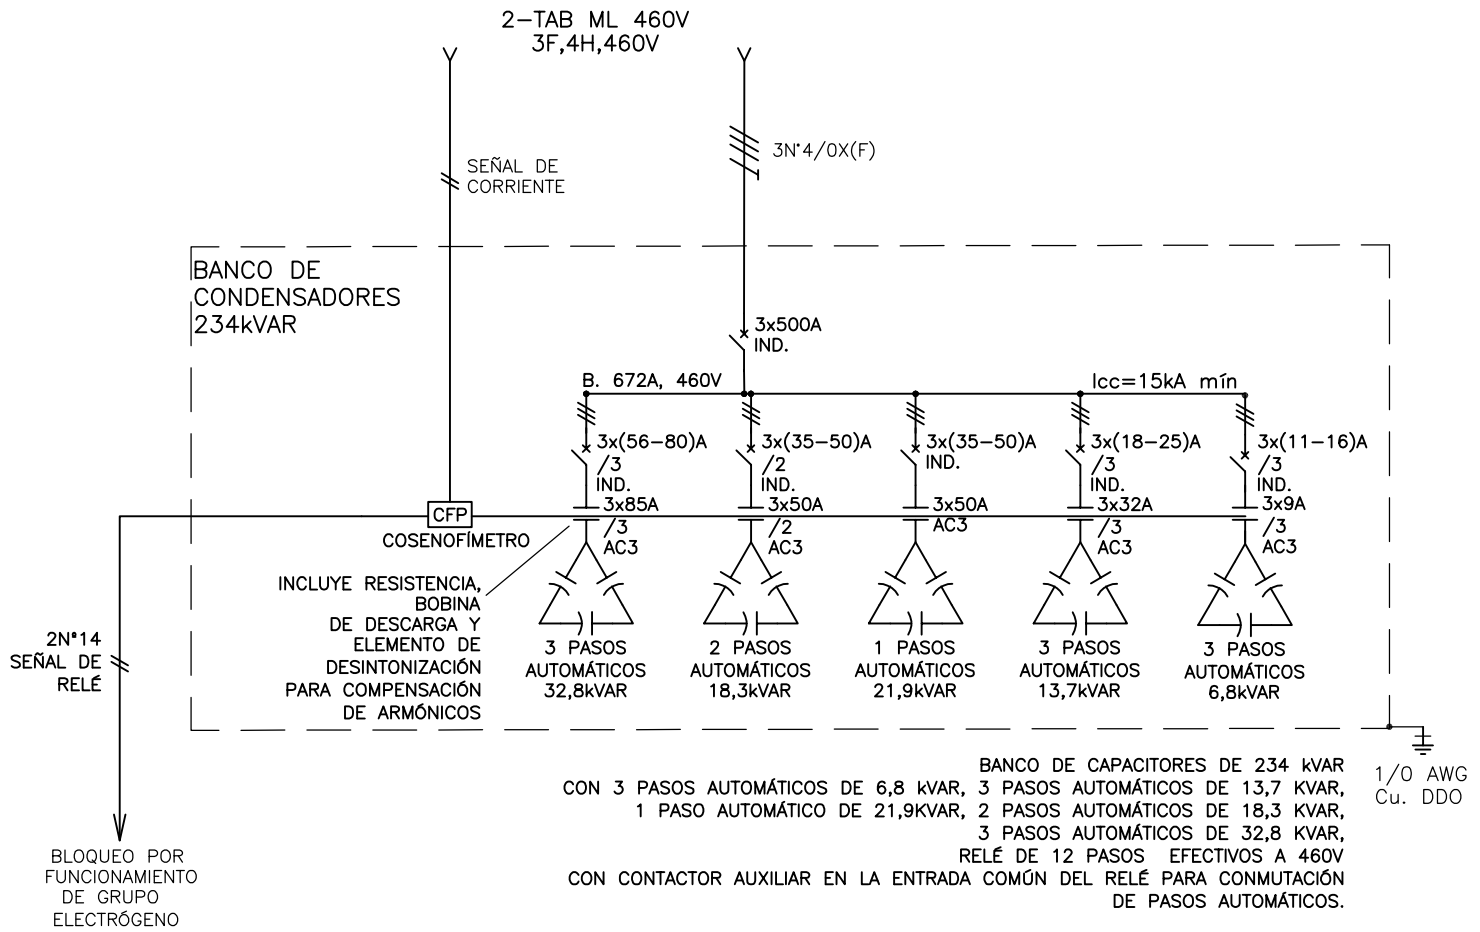 2-TAB ML 460V
3F,4H,460V
SEÑAL DE
CORRIENTE
3N°4/0X(F)
BANCO DE
CONDENSADORES
234kVAR
3x500A
IND.
B. 672A, 460V
Icc=15kA mín
3x(56-80)A
/3
IND.
3x85A
/3
AC3
3x(35-50)A
/2
IND.
3x50A
/2
AC3
3x(35-50)A
IND.
3x50A
AC3
3x(18-25)A
/3
IND.
3x32A
/3
AC3
3x(11-16)A
/3
IND.
3x9A
/3
AC3
CFP
COSENOFÍMETRO
INCLUYE RESISTENCIA,
BOBINA
DE DESCARGA Y
ELEMENTO DE
DESINTONIZACIÓN
PARA COMPENSACIÓN
DE ARMÓNICOS
3 PASOS
AUTOMÁTICOS
32,8kVAR
2 PASOS
AUTOMÁTICOS
18,3kVAR
1 PASOS
AUTOMÁTICOS
21,9kVAR
3 PASOS
AUTOMÁTICOS
13,7kVAR
3 PASOS
AUTOMÁTICOS
6,8kVAR
2N°14
SEÑAL DE
RELÉ
BLOQUEO POR
FUNCIONAMIENTO
DE GRUPO
ELECTRÓGENO
BANCO DE CAPACITORES DE 234 kVAR
CON 3 PASOS AUTOMÁTICOS DE 6,8 kVAR, 3 PASOS AUTOMÁTICOS DE 13,7 KVAR,
1 PASO AUTOMÁTICO DE 21,9KVAR, 2 PASOS AUTOMÁTICOS DE 18,3 KVAR,
3 PASOS AUTOMÁTICOS DE 32,8 KVAR,
RELÉ DE 12 PASOS EFECTIVOS A 460V
CON CONTACTOR AUXILIAR EN LA ENTRADA COMÚN DEL RELÉ PARA CONMUTACIÓN
DE PASOS AUTOMÁTICOS.
1/0 AWG
Cu. DDO